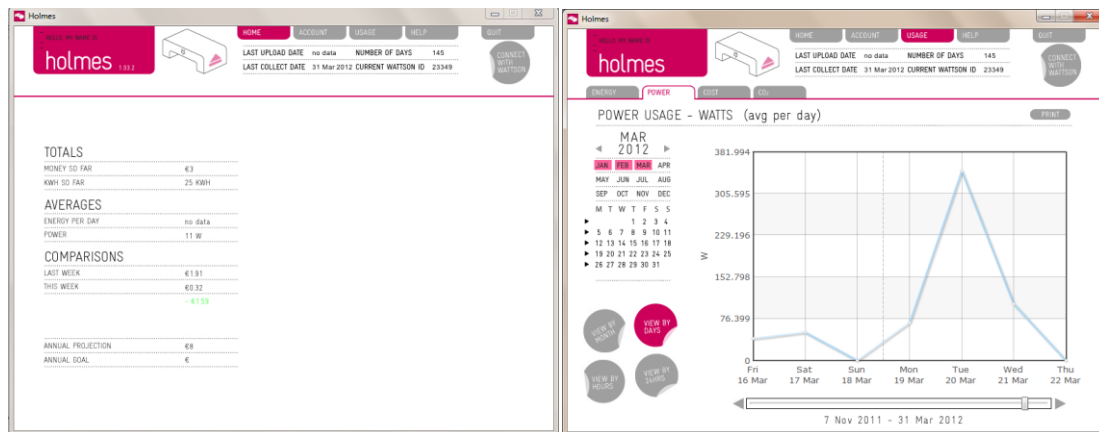 Holmes
HELLO, MY NAME IS
holmes
1.03.2
HOME ACCOUNT USAGE HELP QUIT
LAST UPLOAD DATE no data NUMBER OF DAYS 145
LAST COLLECT DATE 31 Mar 2012 CURRENT WATTSON ID 23349
CONNECT
WITH
WATTSON
TOTALS
MONEY SO FAR €3
KWH SO FAR 25 KWH
AVERAGES
ENERGY PER DAY no data
POWER 11 W
COMPARISONS
LAST WEEK €1.91
THIS WEEK €0.32
- €1.59
ANNUAL PROJECTION €8
ANNUAL GOAL €
Holmes
HELLO, MY NAME IS
holmes
HOME ACCOUNT USAGE HELP QUIT
LAST UPLOAD DATE no data NUMBER OF DAYS 145
LAST COLLECT DATE 31 Mar 2012 CURRENT WATTSON ID 23349
CONNECT
WITH
WATTSON
ENERGY POWER COST CO₂
POWER USAGE - WATTS (avg per day)
PRINT
MAR
2012
JAN FEB MAR APR
MAY JUN JUL AUG
SEP OCT NOV DEC
M T W T F S S
1 2 3 4
5 6 7 8 9 10 11
12 13 14 15 16 17 18
19 20 21 22 23 24 25
26 27 28 29 30 31
VIEW BY
MONTH
VIEW BY
DAYS
VIEW BY
HOURS
VIEW BY
24HRS
381.994
305.595
229.196
152.798
76.399
0
W
Fri Sat Sun Mon Tue Wed Thu
16 Mar 17 Mar 18 Mar 19 Mar 20 Mar 21 Mar 22 Mar
7 Nov 2011 - 31 Mar 2012